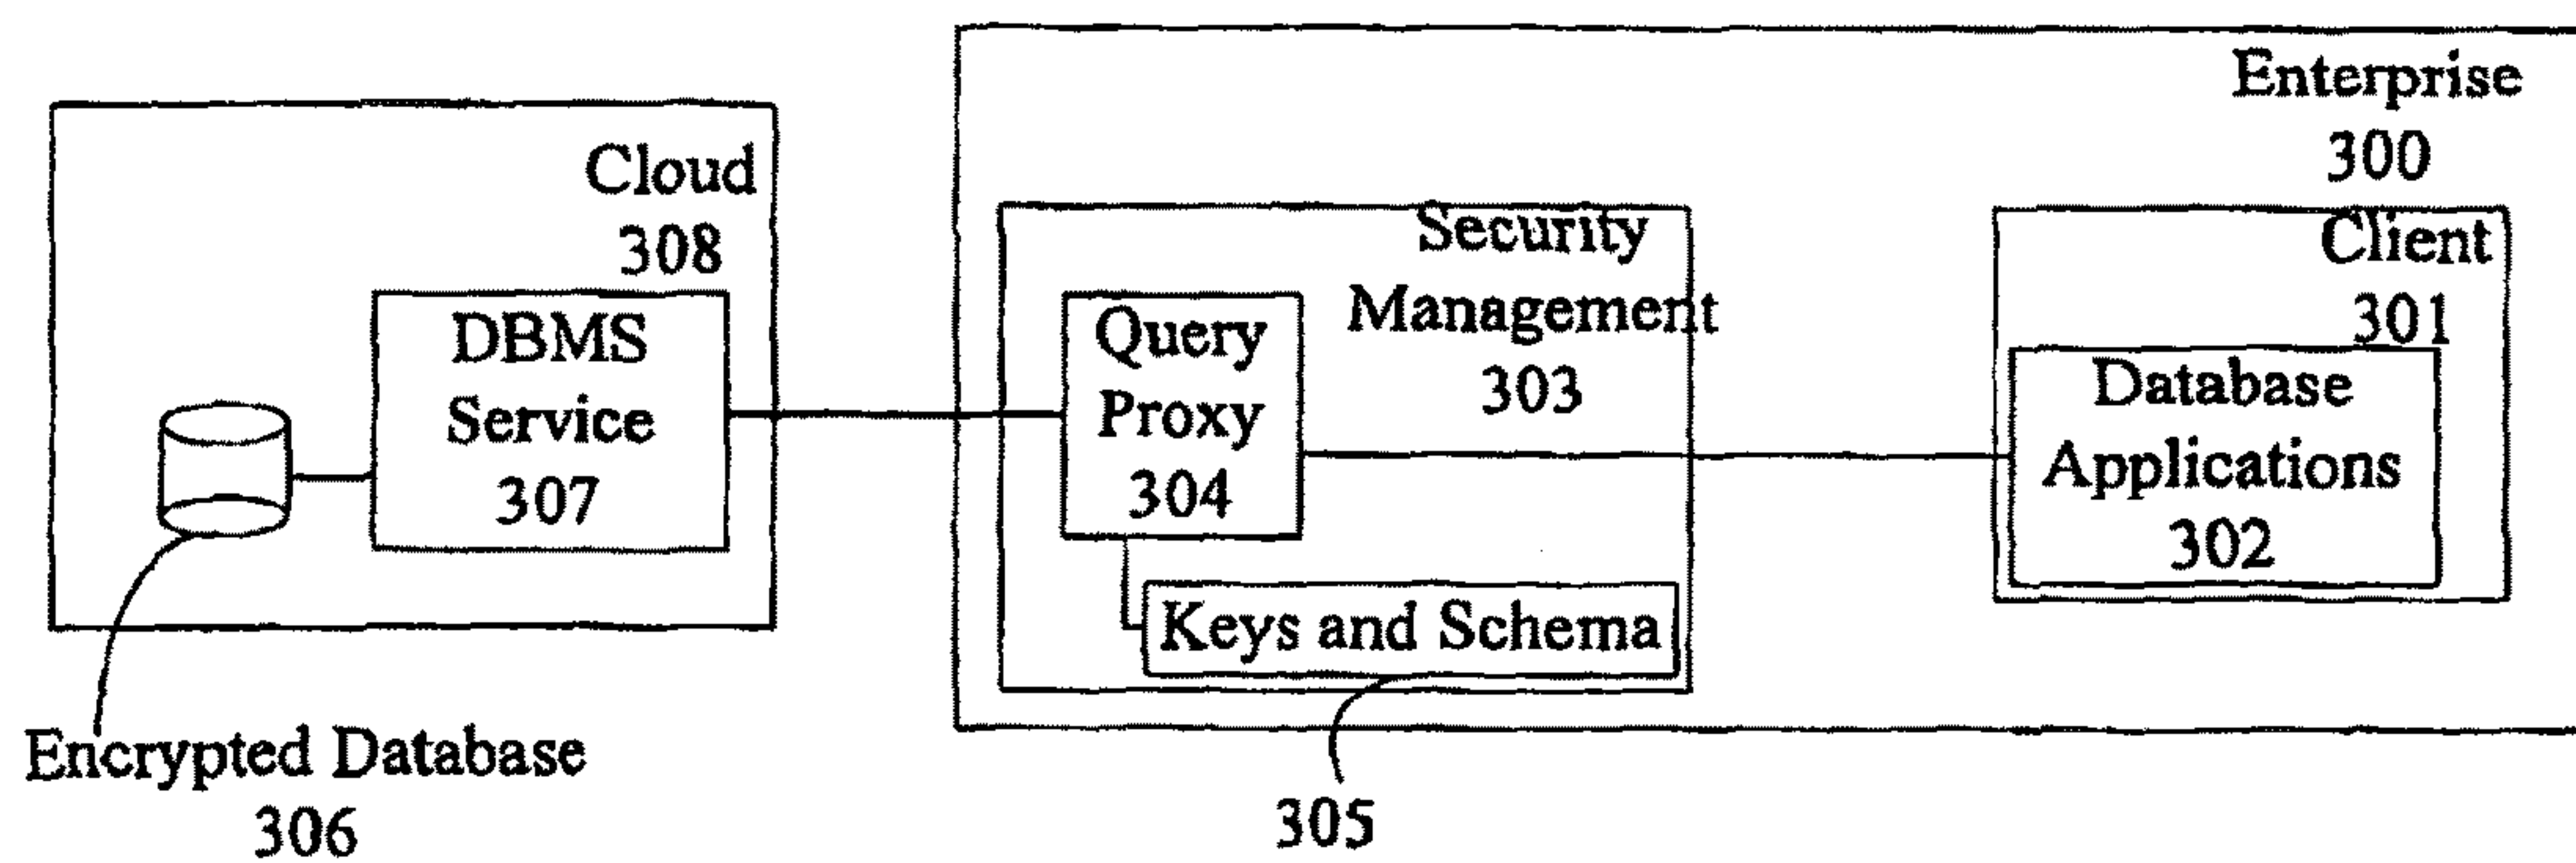 Enterprise
300
Cloud
308
Security
Management
303
Client
301
DBMS
Service
307
Query
Proxy
304
Database
Applications
302
Keys and Schema
Encrypted Database
306
305